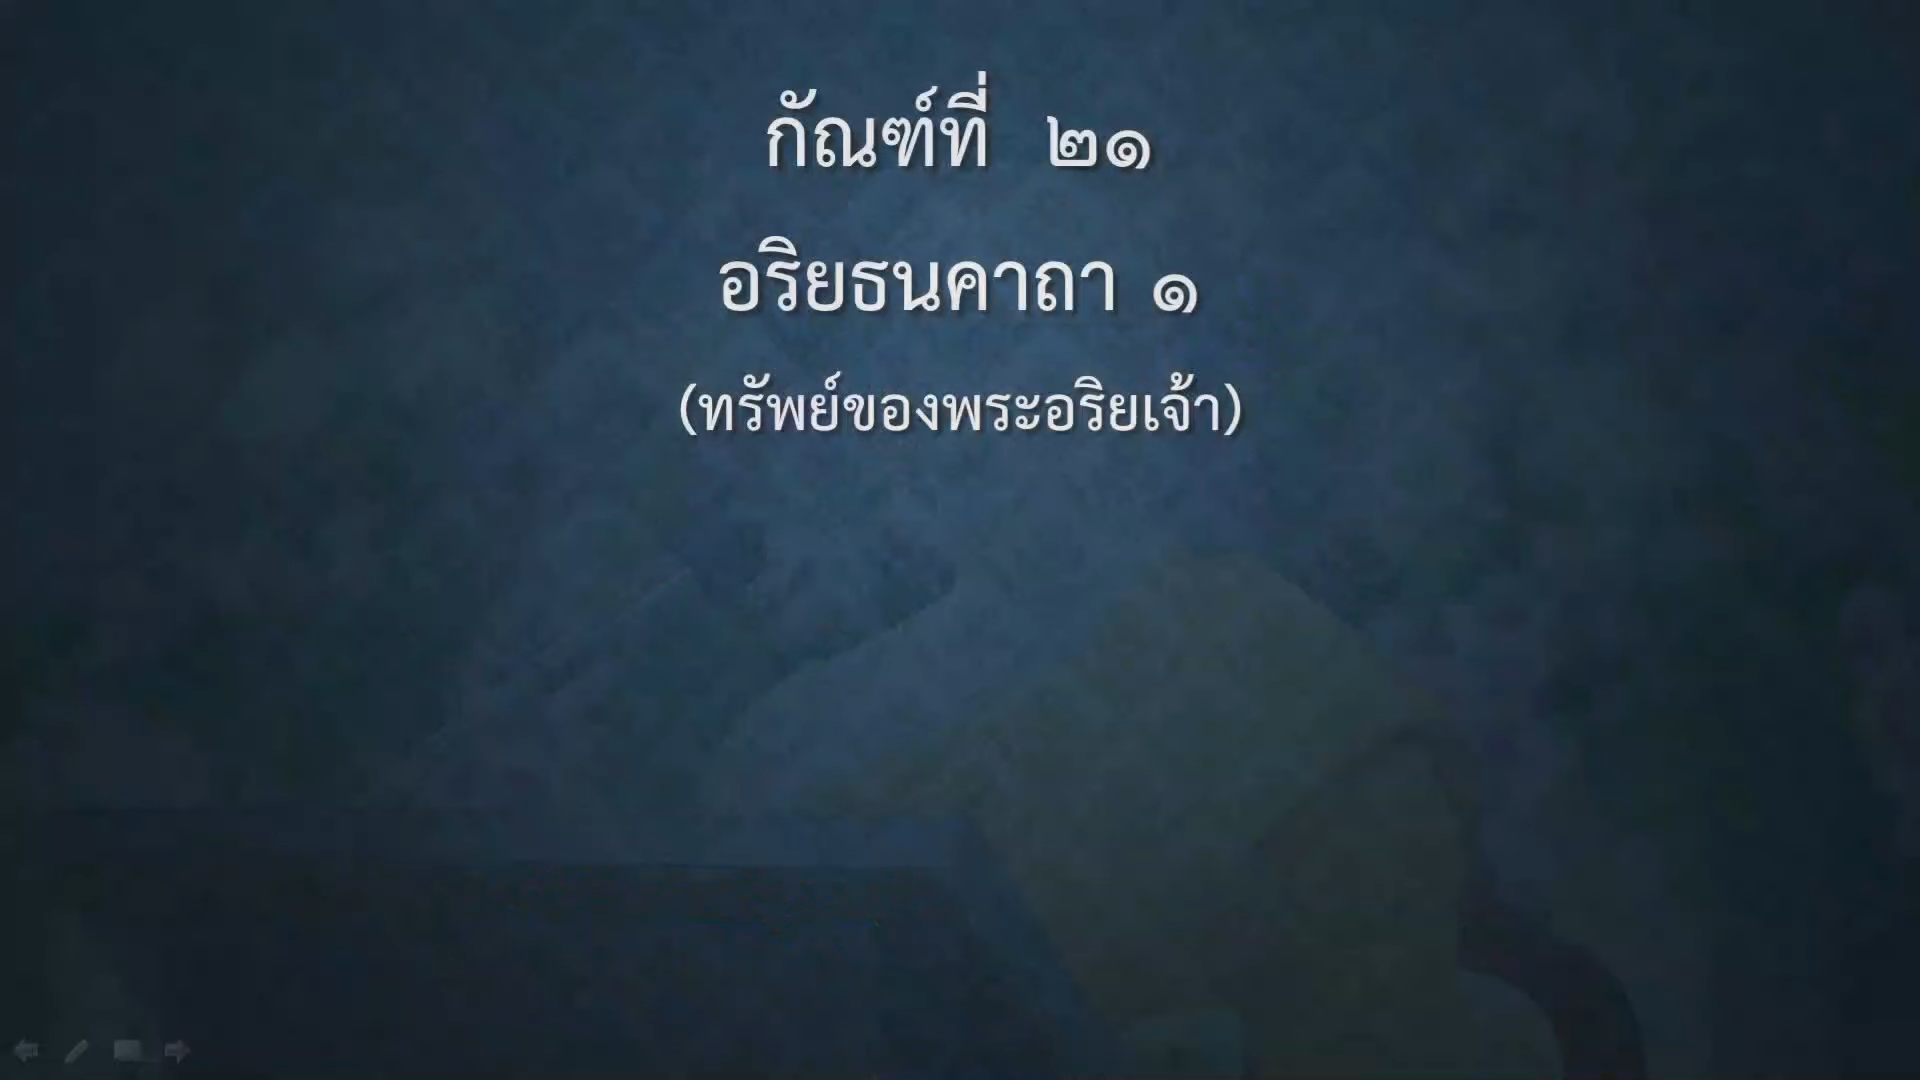 กัณฑ์ที่ ๒๑
อริยธนคาถา ๑
(ทรัพย์ของพระอริยเจ้า)